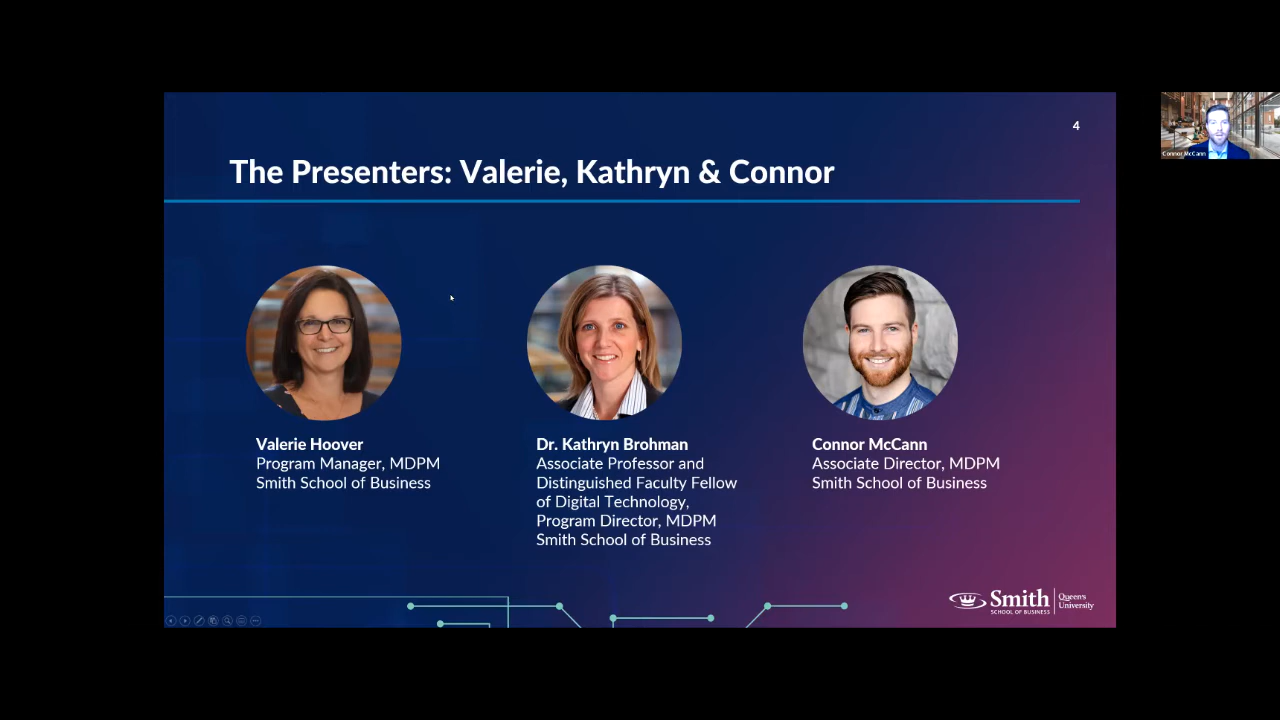 4
Connor McCann
The Presenters: Valerie, Kathryn & Connor
Valerie Hoover
Program Manager, MDPM
Smith School of Business
Dr. Kathryn Brohman
Associate Professor and
Distinguished Faculty Fellow
of Digital Technology,
Program Director, MDPM
Smith School of Business
Connor McCann
Associate Director, MDPM
Smith School of Business
Smith
SCHOOL OF BUSINESS
Queen's
University